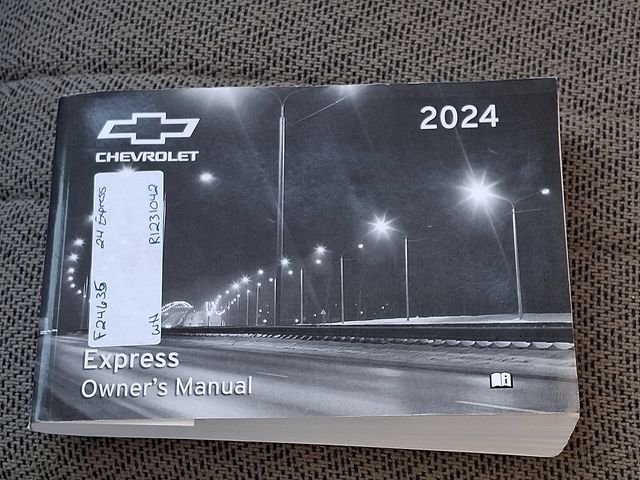 2024
CHEVROLET
F24635 24 Express
WH R1231042
Express
Owner's Manual
i